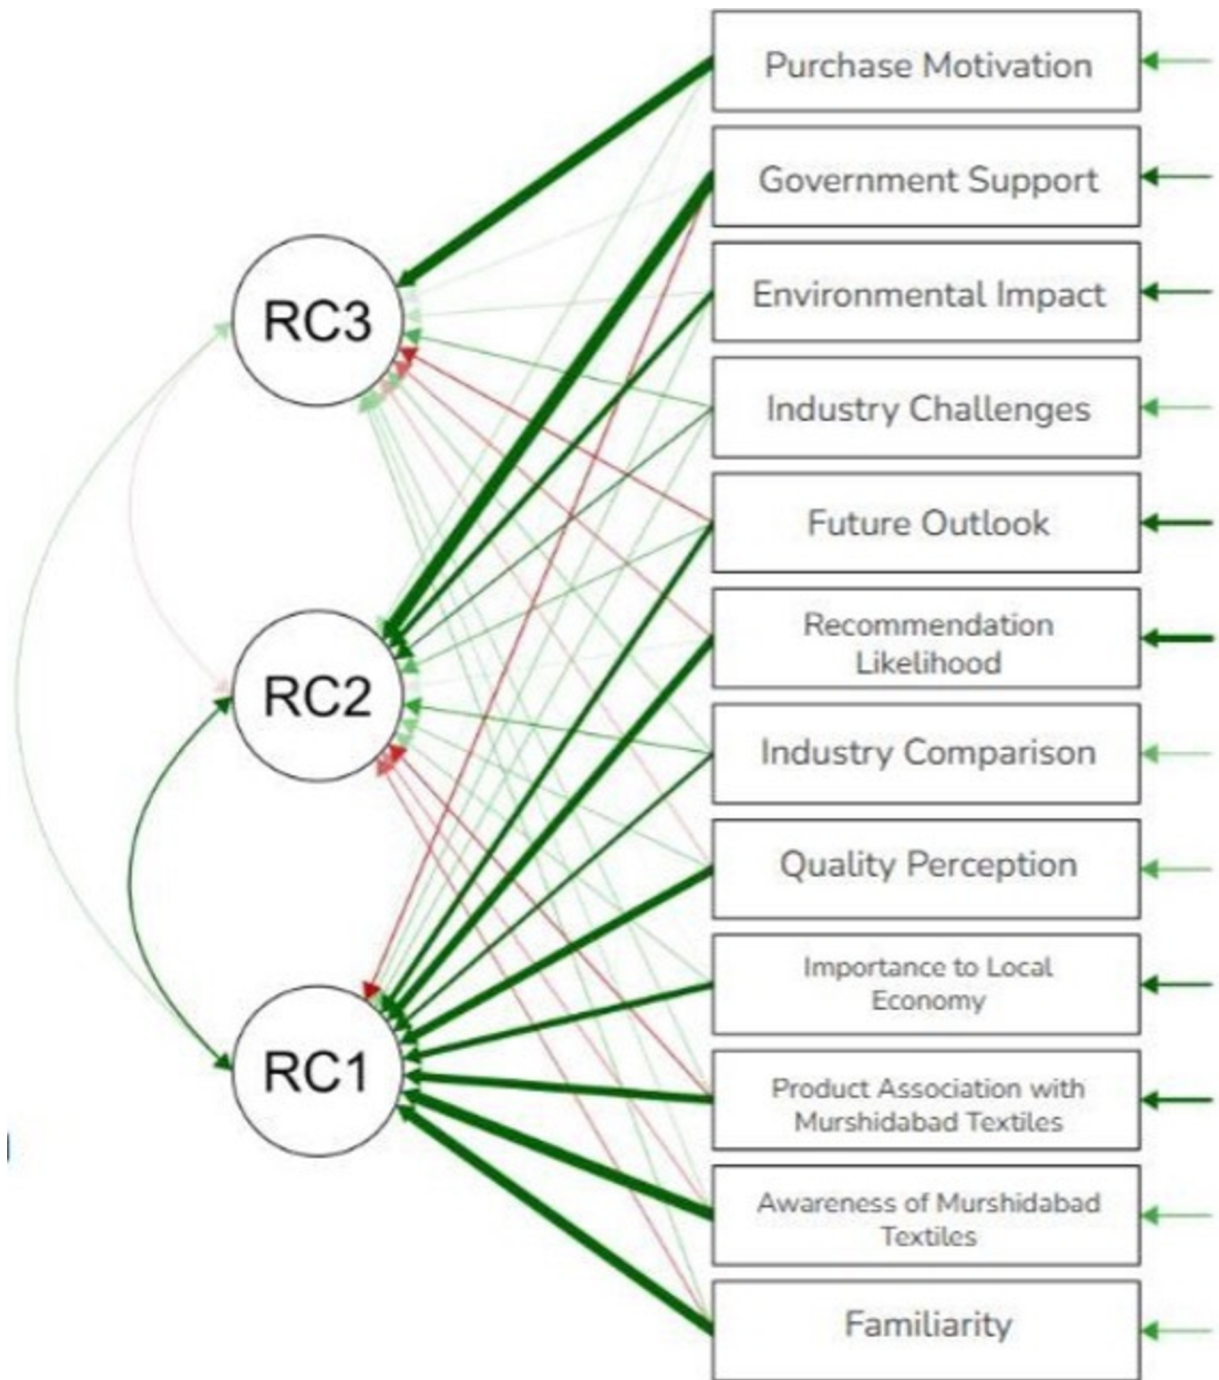 Purchase Motivation
Government Support
RC3
Environmental Impact
Industry Challenges
Future Outlook
Recommendation
Likelihood
RC2
Industry Comparison
Quality Perception
Importance to Local
Economy
RC1
Product Association with
Murshidabad Textiles
Awareness of Murshidabad
Textiles
Familiarity